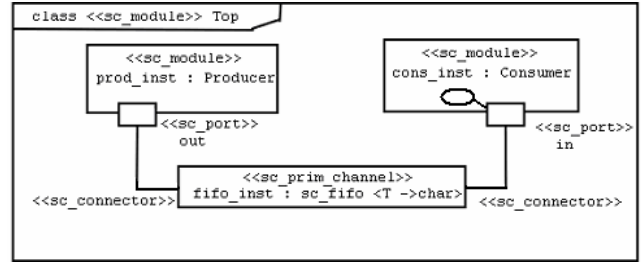 class <<sc_module>> Top
<<sc_module>>
prod_inst : Producer
<<sc_module>>
cons_inst : Consumer
<<sc_port>>
out
<<sc_port>>
in
<<sc_prim_channel>>
fifo_inst : sc_fifo <T ->char>
<<sc_connector>>
<<sc_connector>>